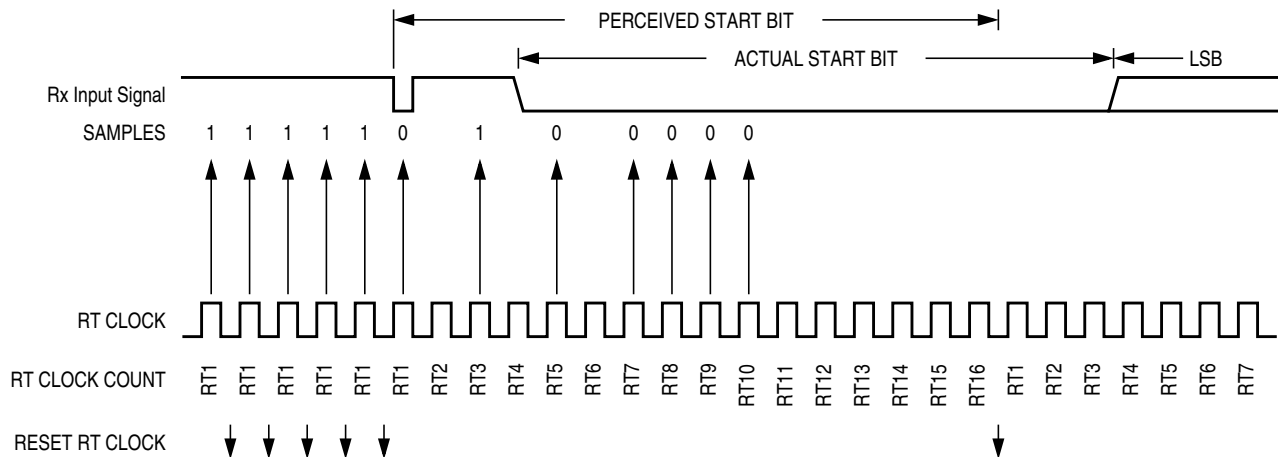 PERCEIVED START BIT
ACTUAL START BIT LSB
Rx Input Signal
SAMPLES 1 1 1 1 1 0 1 0 0 0 0 0
RT CLOCK
RT CLOCK COUNT RT1 RT1 RT1 RT1 RT1 RT1 RT2 RT3 RT4 RT5 RT6 RT7 RT8 RT9 RT10 RT11 RT12 RT13 RT14 RT15 RT16 RT1 RT2 RT3 RT4 RT5 RT6 RT7
RESET RT CLOCK